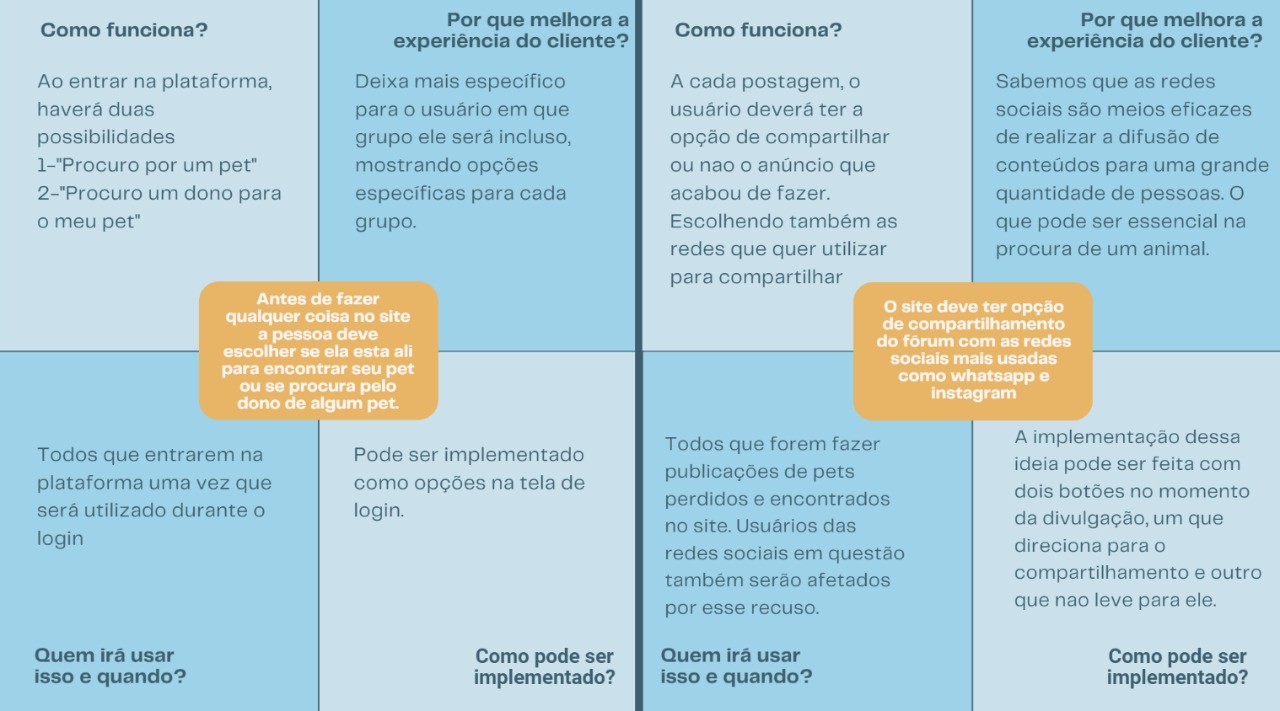 Como funciona?
Ao entrar na plataforma,
haverá duas
possibilidades
1-"Procuro por um pet"
2-"Procuro um dono para
o meu pet"
Por que melhora a
experiência do cliente?
Deixa mais específico
para o usuário em que
grupo ele será incluso,
mostrando opções
específicas para cada
grupo.
Antes de fazer
qualquer coisa no site
a pessoa deve
escolher se ela esta ali
para encontrar seu pet
ou se procura pelo
dono de algum pet.
Todos que entrarem na
plataforma uma vez que
será utilizado durante o
login
Quem irá usar
isso e quando?
Pode ser implementado
como opções na tela de
login.
Como pode ser
implementado?
Como funciona?
A cada postagem, o
usuário deverá ter a
opção de compartilhar
ou nao o anúncio que
acabou de fazer.
Escolhendo também as
redes que quer utilizar
para compartilhar
Por que melhora a
experiência do cliente?
Sabemos que as redes
sociais são meios eficazes
de realizar a difusão de
conteúdos para uma grande
quantidade de pessoas. O
que pode ser essencial na
procura de um animal.
O site deve ter opção
de compartilhamento
do fórum com as redes
sociais mais usadas
como whatsapp e
instagram
Todos que forem fazer
publicações de pets
perdidos e encontrados
no site. Usuários das
redes sociais em questão
também serão afetados
por esse recuso.
Quem irá usar
isso e quando?
A implementação dessa
ideia pode ser feita com
dois botões no momento
da divulgação, um que
direciona para o
compartilhamento e outro
que nao leve para ele.
Como pode ser
implementado?